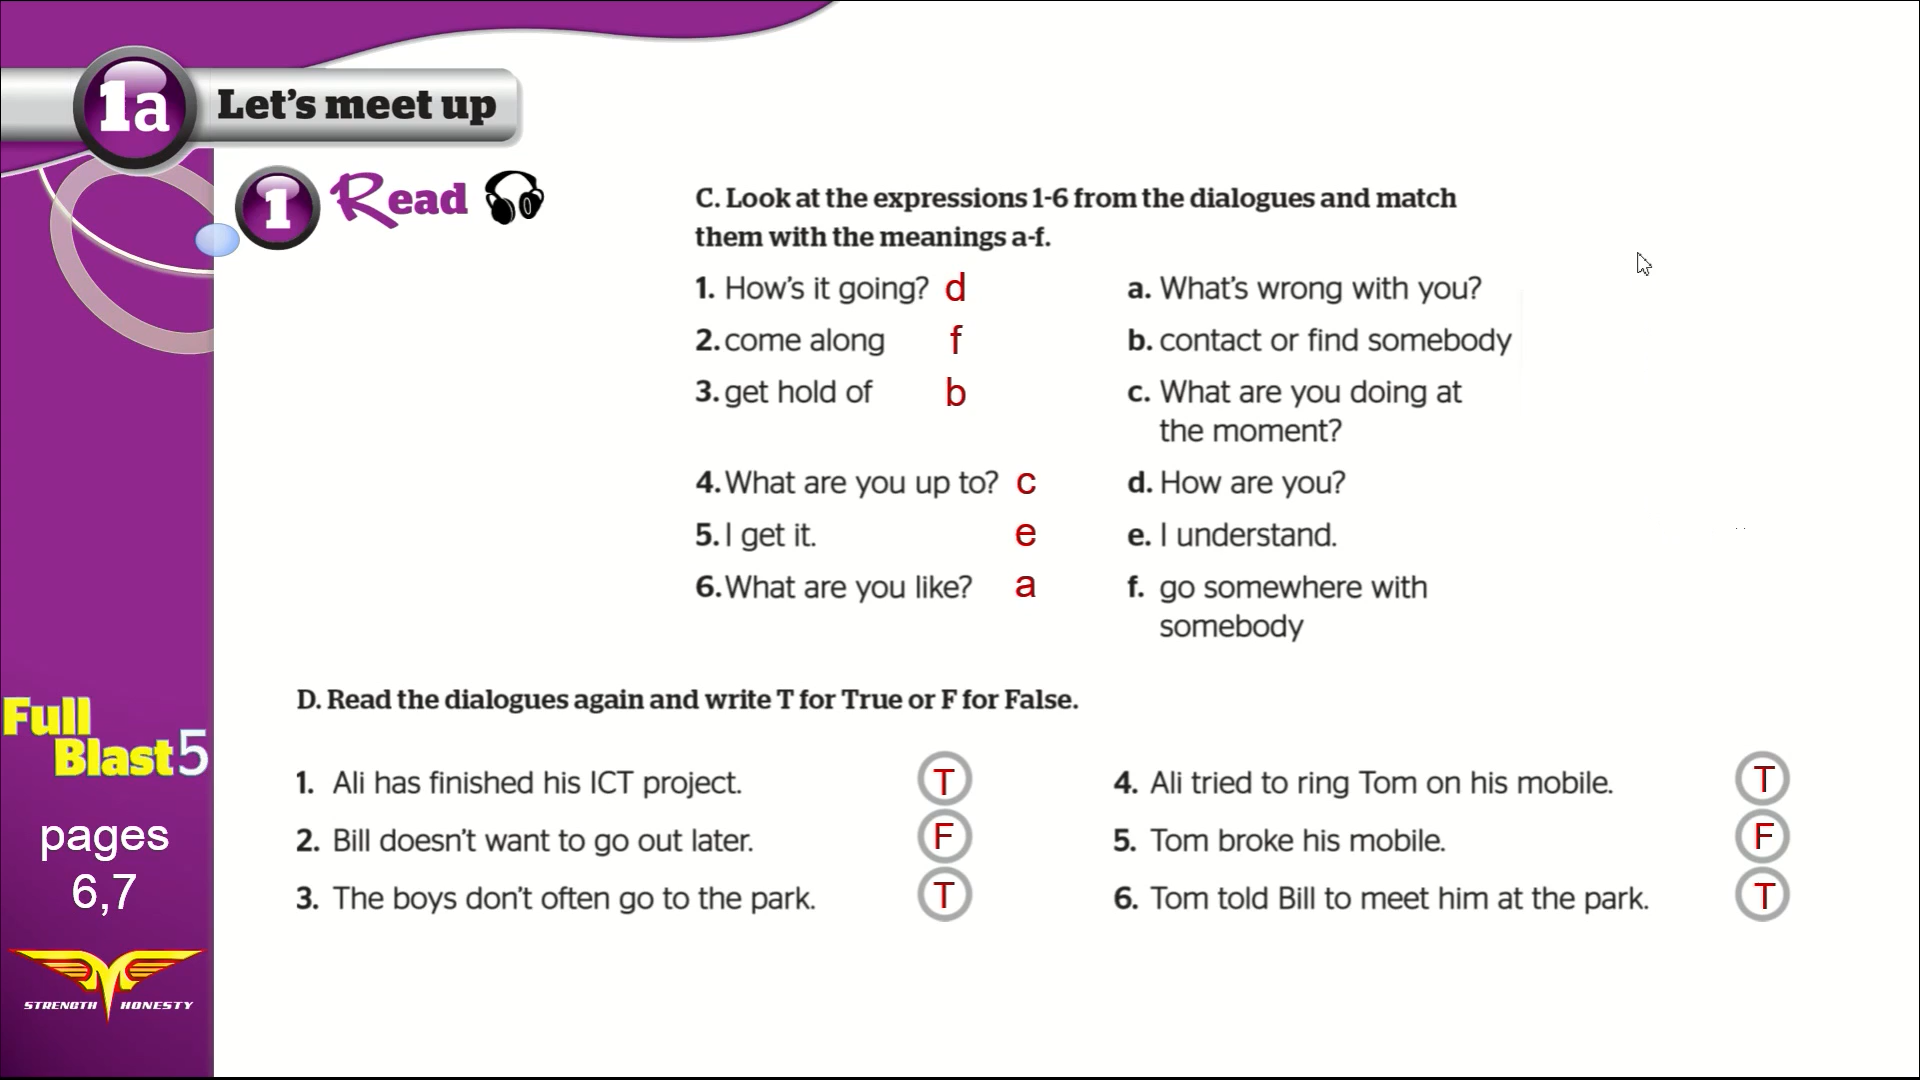 1a Let's meet up
1 Read
C. Look at the expressions 1-6 from the dialogues and match
them with the meanings a-f.
1. How's it going? d
2. come along f
3. get hold of b
4. What are you up to? c
5. I get it. e
6. What are you like? a
a. What's wrong with you?
b. contact or find somebody
c. What are you doing at
the moment?
d. How are you?
e. I understand.
f. go somewhere with
somebody
D. Read the dialogues again and write T for True or F for False.
1. Ali has finished his ICT project. T
2. Bill doesn't want to go out later. F
3. The boys don't often go to the park. T
4. Ali tried to ring Tom on his mobile. T
5. Tom broke his mobile. F
6. Tom told Bill to meet him at the park. T
Full
Blast 5
pages
6,7
STRENGTH HONESTY